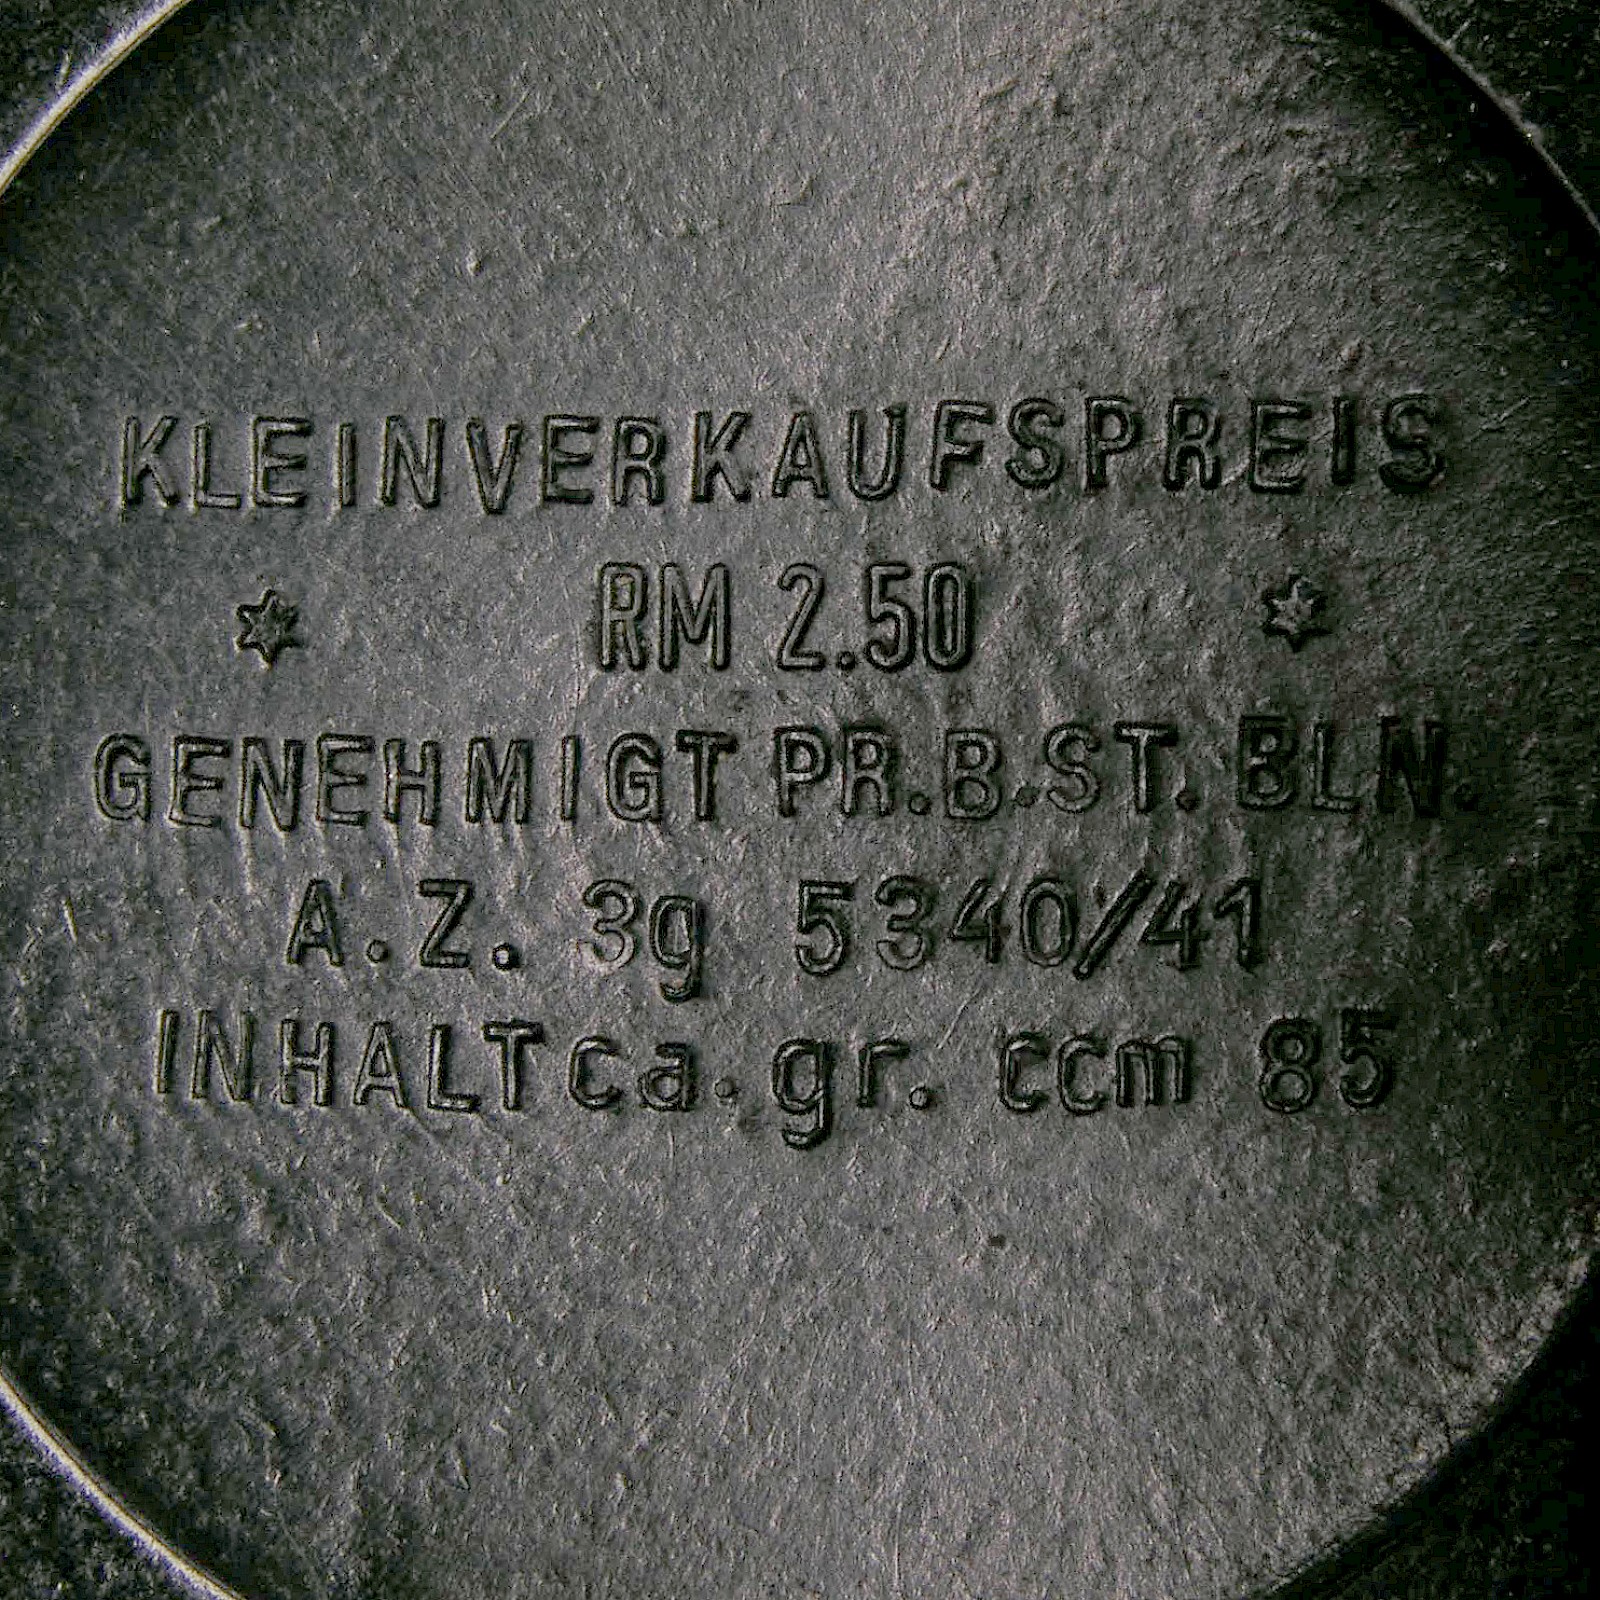 KLEINVERKAUFSPREIS
RM 2.50
GENEHMIGT PR.B.ST. BLN.
A.Z. 3g 5340/41
INHALT ca. gr. ccm 85